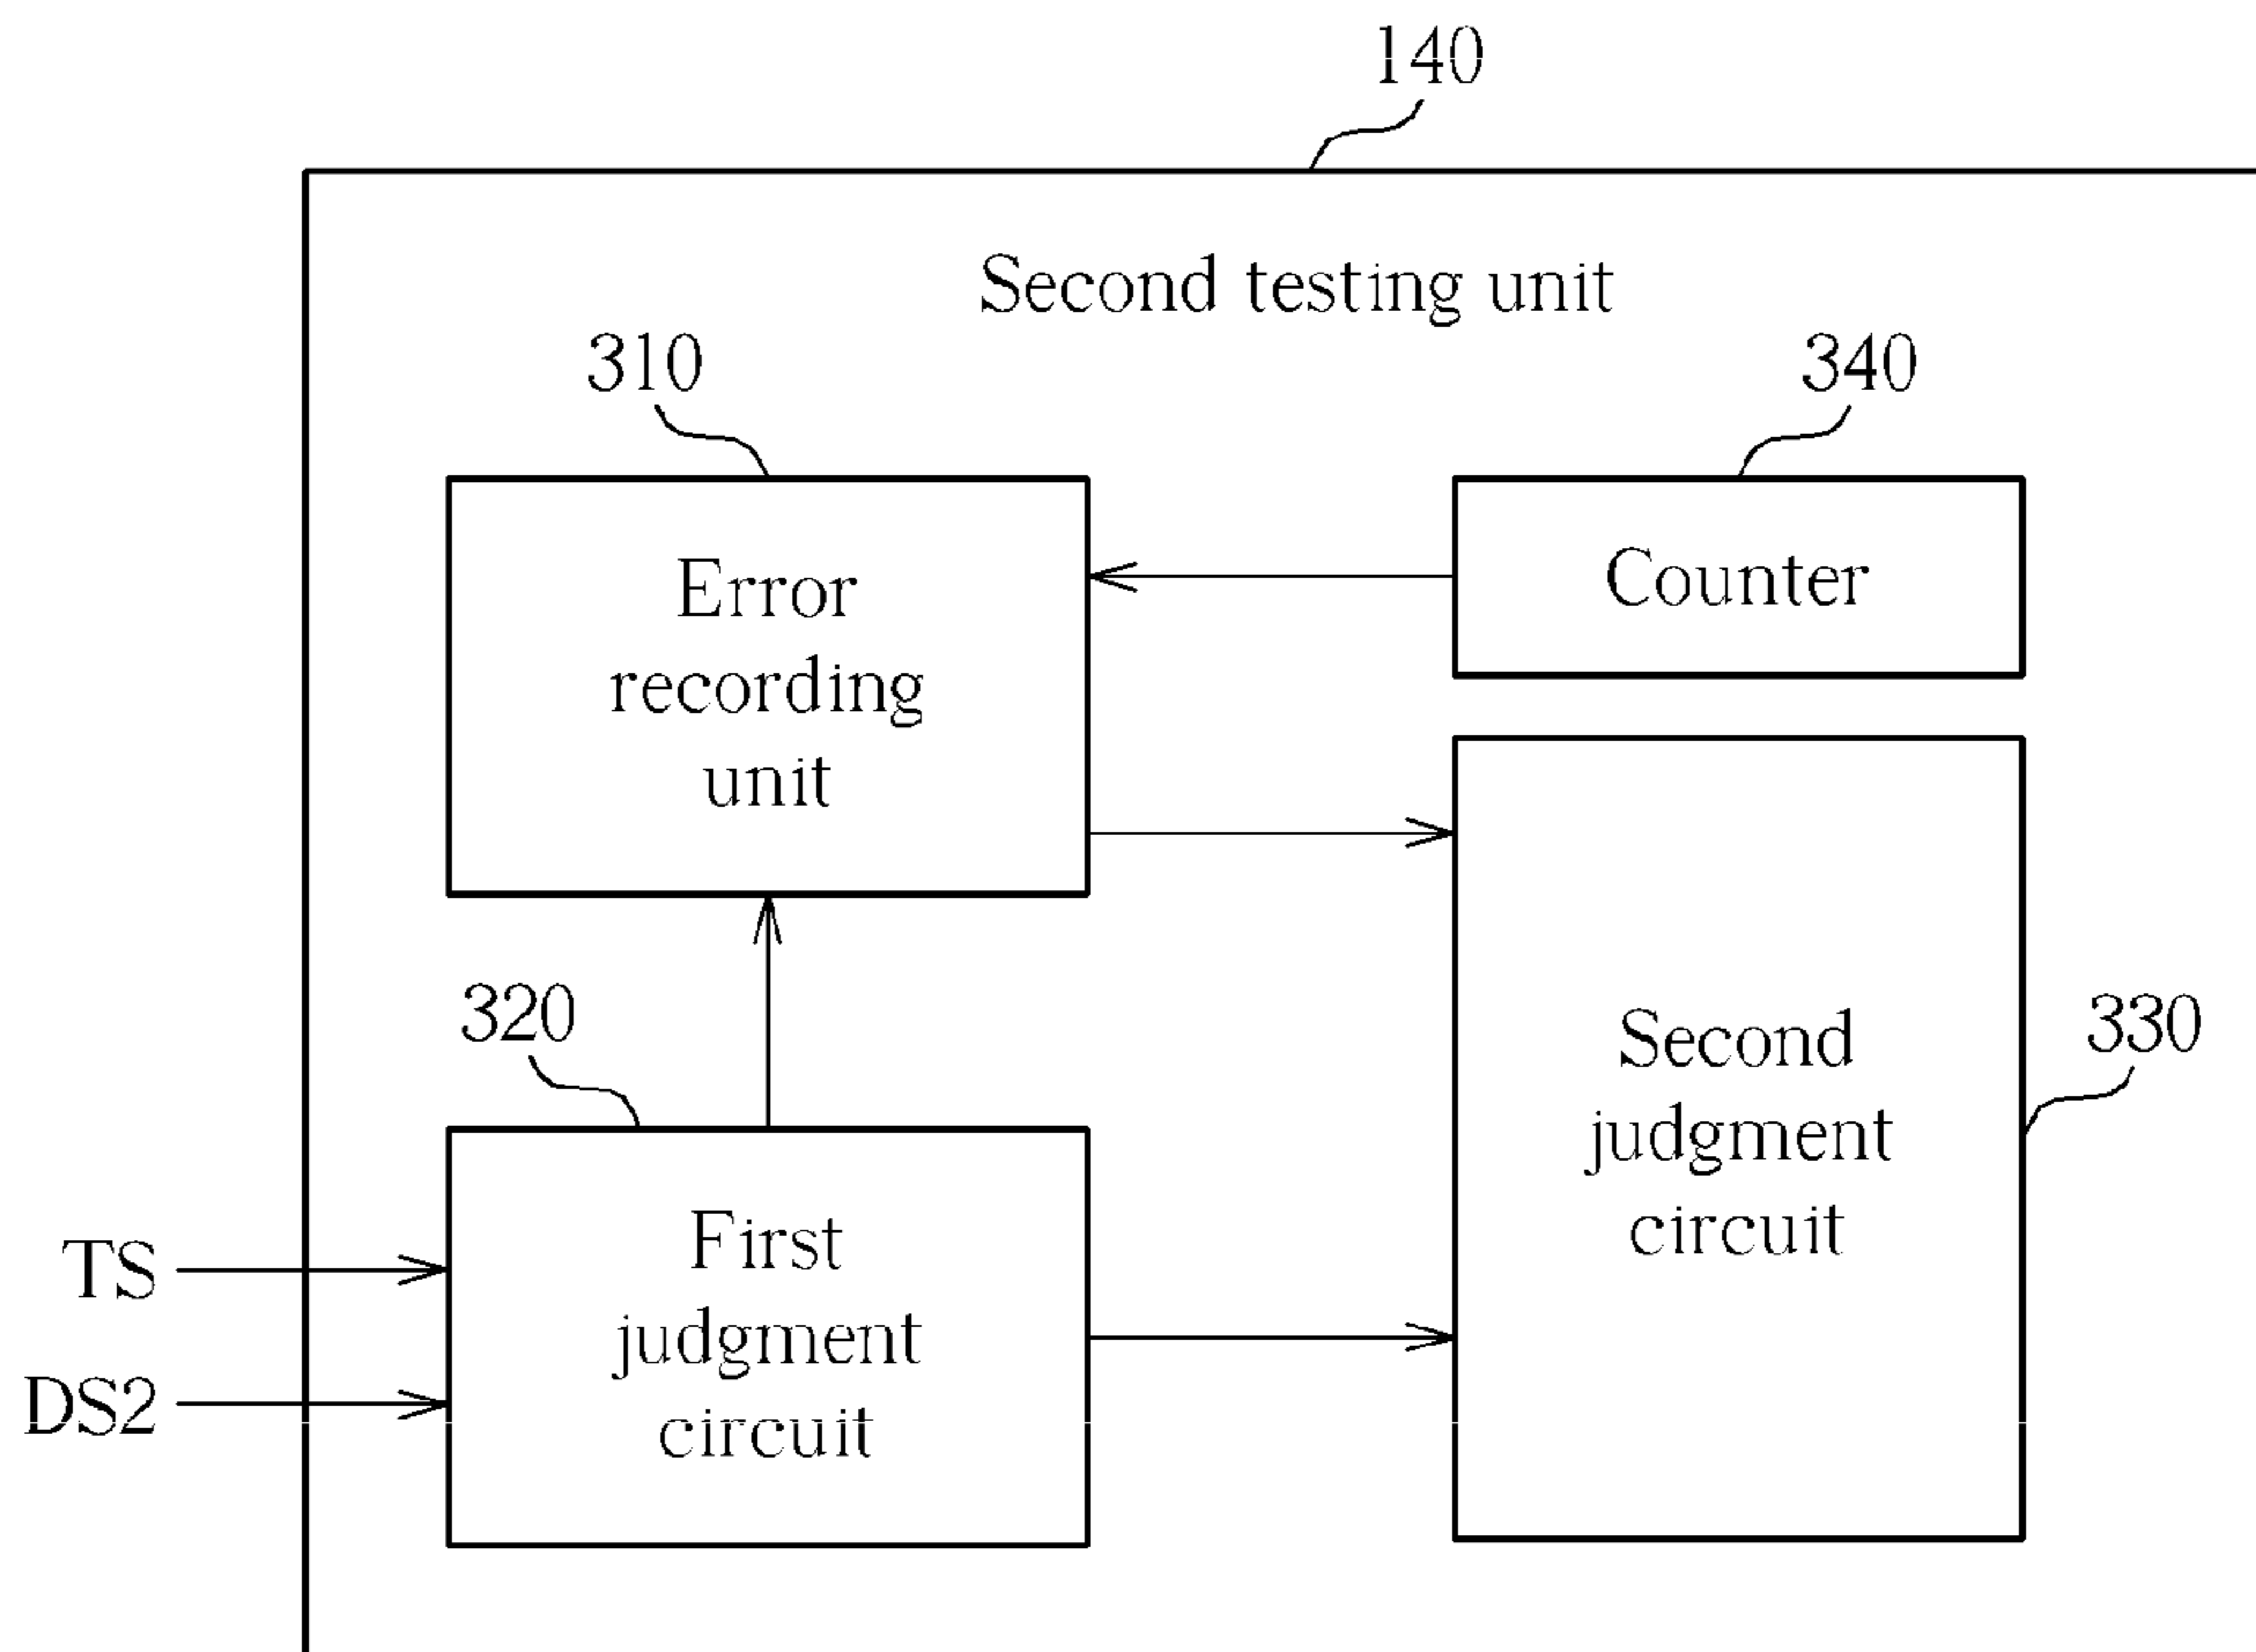 140
Second testing unit
310
340
Error
recording
unit
Counter
320
330
Second
judgment
circuit
TS
DS2
First
judgment
circuit